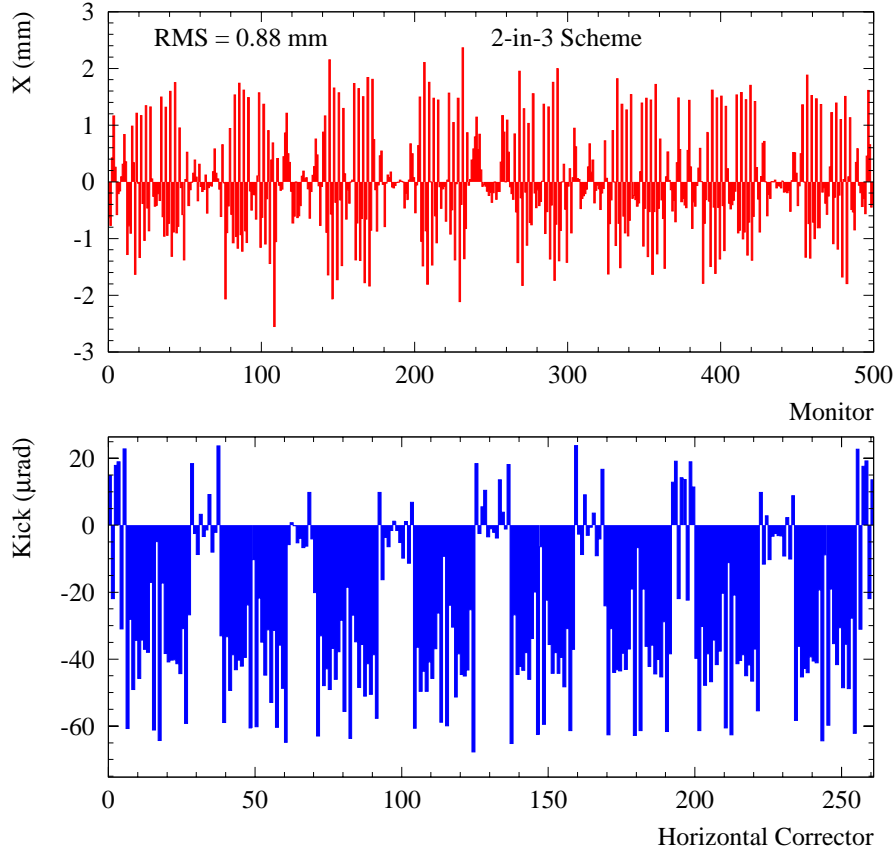 X (mm)
RMS = 0.88 mm
2-in-3 Scheme
3
2
1
0
-1
-2
-3
0 100 200 300 400 500
Monitor
Kick (μrad)
20
0
-20
-40
-60
0 50 100 150 200 250
Horizontal Corrector